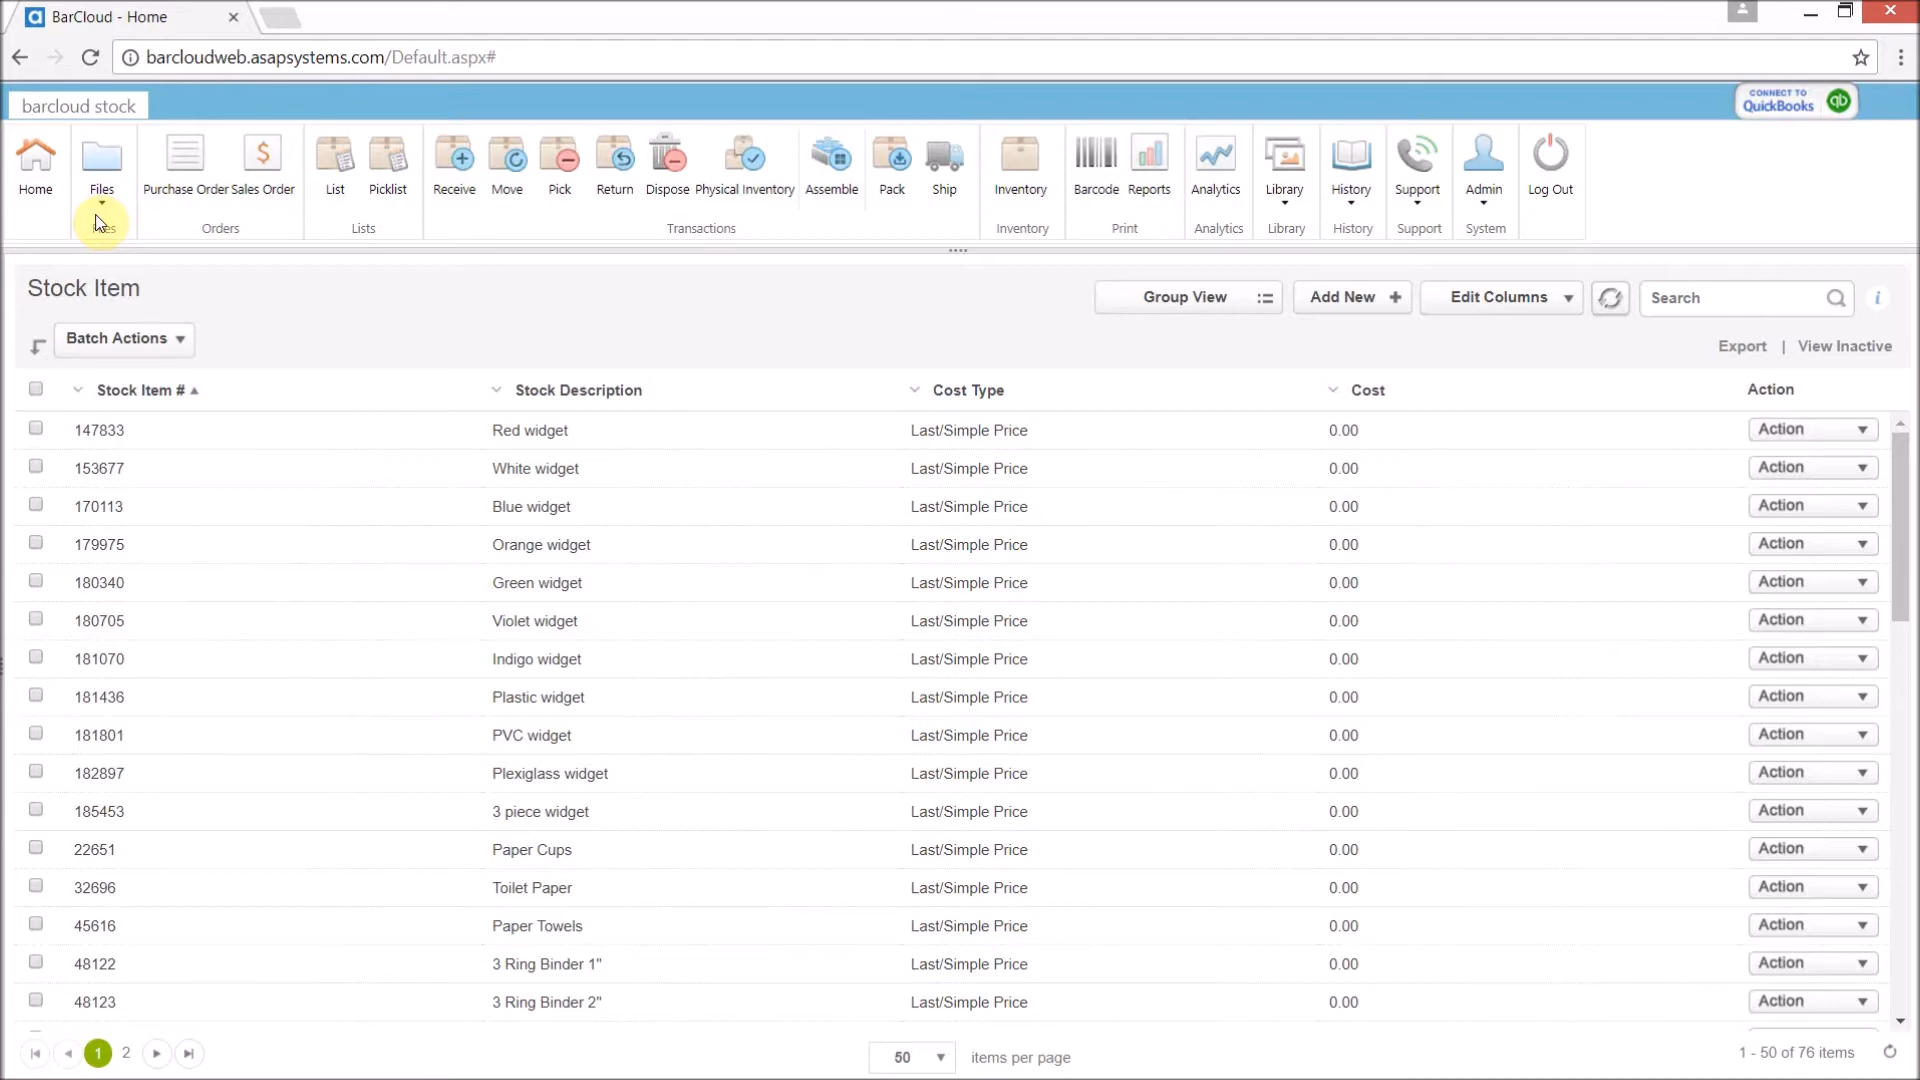 BarCloud - Home
barcloudweb.asapsystems.com/Default.aspx#
barcloud stock
CONNECT TO
QuickBooks qb
Home Files Purchase Order Sales Order List Picklist Receive Move Pick Return Dispose Physical Inventory Assemble Pack Ship Inventory Barcode Reports Analytics Library History Support Admin Log Out
Orders Lists Transactions Inventory Print Analytics Library History Support System
Stock Item
Group View Add New + Edit Columns Search i
Batch Actions
Export | View Inactive
Stock Item # Stock Description Cost Type Cost Action
147833 Red widget Last/Simple Price 0.00 Action
153677 White widget Last/Simple Price 0.00 Action
170113 Blue widget Last/Simple Price 0.00 Action
179975 Orange widget Last/Simple Price 0.00 Action
180340 Green widget Last/Simple Price 0.00 Action
180705 Violet widget Last/Simple Price 0.00 Action
181070 Indigo widget Last/Simple Price 0.00 Action
181436 Plastic widget Last/Simple Price 0.00 Action
181801 PVC widget Last/Simple Price 0.00 Action
182897 Plexiglass widget Last/Simple Price 0.00 Action
185453 3 piece widget Last/Simple Price 0.00 Action
22651 Paper Cups Last/Simple Price 0.00 Action
32696 Toilet Paper Last/Simple Price 0.00 Action
45616 Paper Towels Last/Simple Price 0.00 Action
48122 3 Ring Binder 1" Last/Simple Price 0.00 Action
48123 3 Ring Binder 2" Last/Simple Price 0.00 Action
1 2 50 items per page 1 - 50 of 76 items